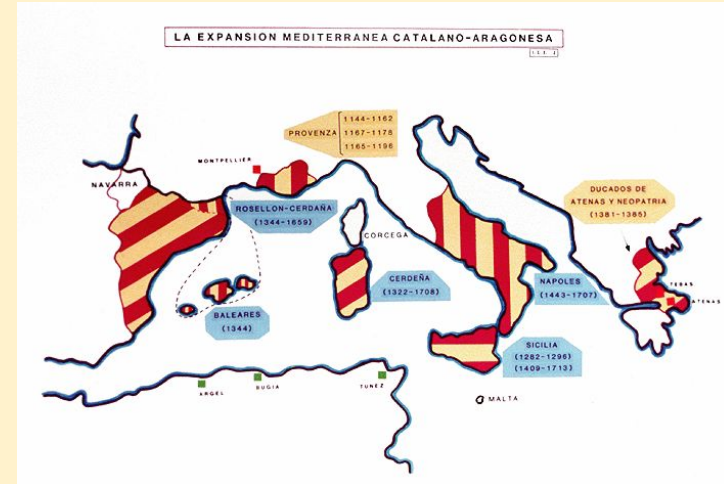 LA EXPANSION MEDITERRANEA CATALANO-ARAGONESA
PROVENZA
1144-1162
1167-1178
1165-1196
MONTPELLIER
NAVARRA
DUCADOS DE
ATENAS Y NEOPATRIA
(1381-1385)
ROSELLON-CERDAÑA
(1344-1659)
CORCEGA
CERDEÑA
(1322-1708)
NAPOLES
(1443-1707)
TEBAS
ATENAS
BALEARES
(1344)
SICILIA
(1282-1296)
(1409-1713)
ARGEL
BUGIA
TUNEZ
MALTA